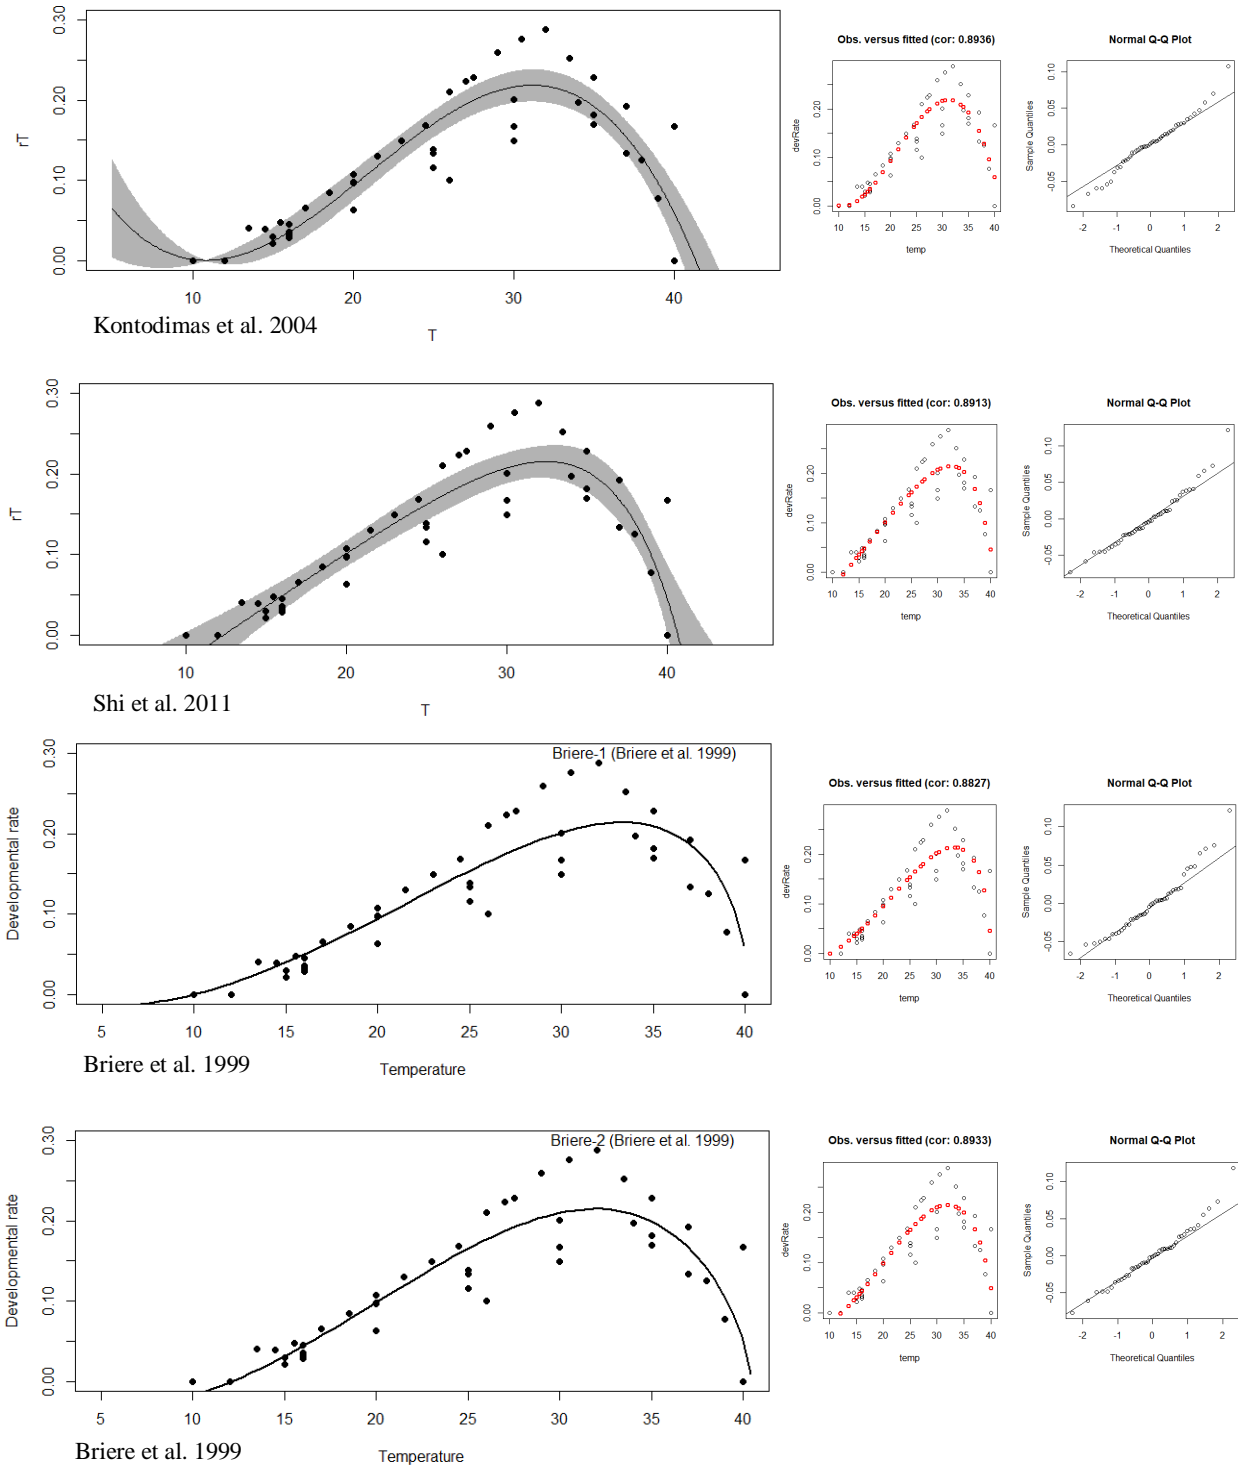 0.30
0.10
0.20
0.00
rT
10
20
30
40
T
Kontodimas et al. 2004
Obs. versus fitted (cor: 0.8936)
devRate
0.20
0.10
0.00
10 15 20 25 30 35 40
temp
Normal Q-Q Plot
Sample Quantiles
0.10
0.05
0.00
-0.05
-2 -1 0 1 2
Theoretical Quantiles
0.30
0.20
0.10
0.00
rT
10 20 30 40
T
Shi et al. 2011
Obs. versus fitted (cor: 0.8913)
devRate
0.20
0.10
0.00
10 15 20 25 30 35 40
temp
Normal Q-Q Plot
Sample Quantiles
0.10
0.05
0.00
-0.05
-2 -1 0 1 2
Theoretical Quantiles
Briere-1 (Briere et al. 1999)
Developmental rate
0.30
0.20
0.10
0.00
5 10 15 20 25 30 35 40
Temperature
Briere et al. 1999
Obs. versus fitted (cor: 0.8827)
devRate
0.20
0.10
0.00
10 15 20 25 30 35 40
temp
Normal Q-Q Plot
Sample Quantiles
0.10
0.05
0.00
-0.05
-2 -1 0 1 2
Theoretical Quantiles
Briere-2 (Briere et al. 1999)
Developmental rate
0.30
0.20
0.10
0.00
5 10 15 20 25 30 35 40
Temperature
Briere et al. 1999
Obs. versus fitted (cor: 0.8933)
devRate
0.20
0.10
0.00
10 15 20 25 30 35 40
temp
Normal Q-Q Plot
Sample Quantiles
0.10
0.05
0.00
-0.05
-2 -1 0 1 2
Theoretical Quantiles